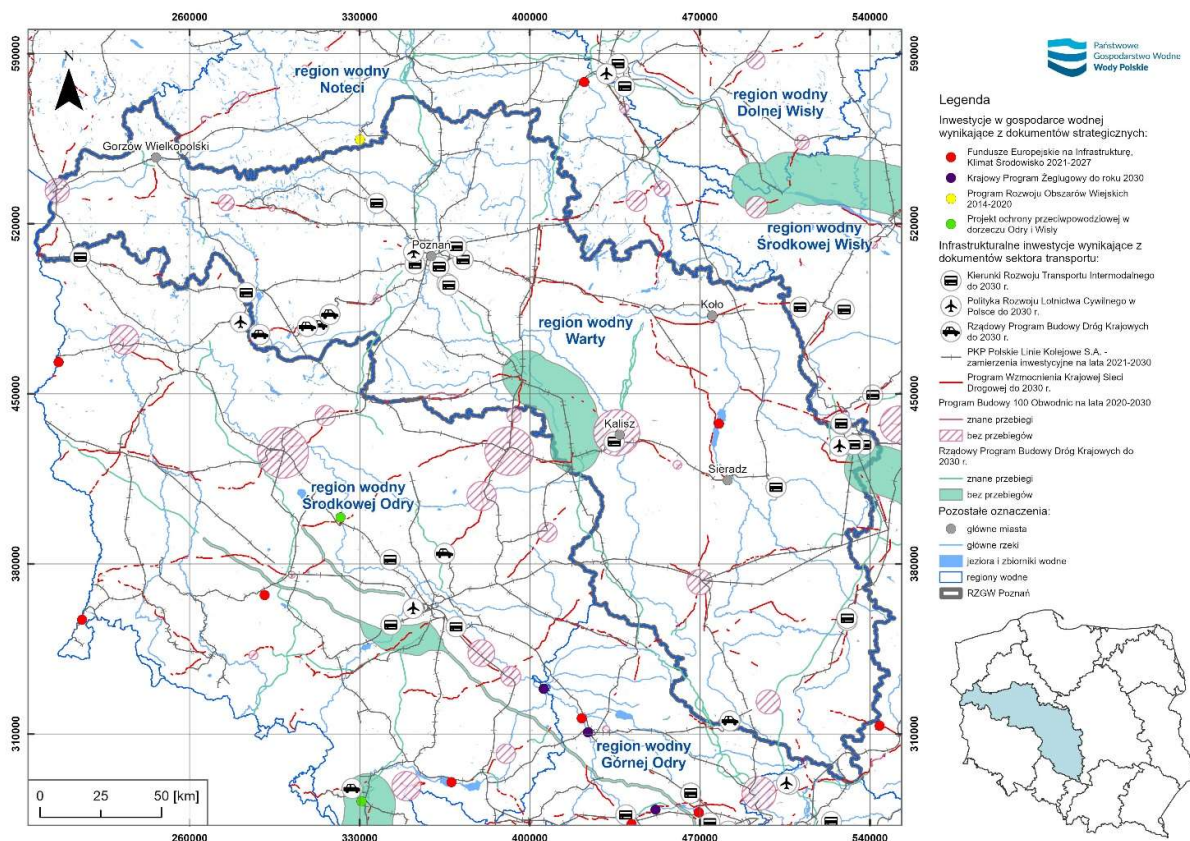 260000 330000 400000 470000 540000
590000
520000
450000
380000
310000
590000
520000
450000
380000
310000
N
region wodny
Noteci
region wodny
Dolnej Wisły
Gorzów Wielkopolski
region wodny
Środkowej Wisły
Poznań
Koło
region wodny
Warty
Kalisz
Sieradz
region wodny
Środkowej Odry
region wodny
Górnej Odry
0 25 50 [km]
260000 330000 400000 470000 540000
Państwowe
Gospodarstwo Wodne
Wody Polskie
Legenda
Inwestycje w gospodarce wodnej
wynikające z dokumentów strategicznych:
Fundusze Europejskie na Infrastrukturę,
Klimat Środowisko 2021-2027
Krajowy Program Żeglugowy do roku 2030
Program Rozwoju Obszarów Wiejskich
2014-2020
Projekt ochrony przeciwpowodziowej w
dorzeczu Odry i Wisły
Infrastrukturalne inwestycje wynikające z
dokumentów sektora transportu:
Kierunki Rozwoju Transportu Intermodalnego
do 2030 r.
Polityka Rozwoju Lotnictwa Cywilnego w
Polsce do 2030 r.
Rządowy Program Budowy Dróg Krajowych
do 2030 r.
PKP Polskie Linie Kolejowe S.A. -
zamierzenia inwestycyjne na lata 2021-2030
Program Wzmocnienia Krajowej Sieci
Drogowej do 2030 r.
Program Budowy 100 Obwodnic na lata 2020-2030
znane przebiegi
bez przebiegów
Rządowy Program Budowy Dróg Krajowych do
2030 r.
znane przebiegi
bez przebiegów
Pozostałe oznaczenia:
główne miasta
główne rzeki
jeziora i zbiorniki wodne
regiony wodne
RZGW Poznań